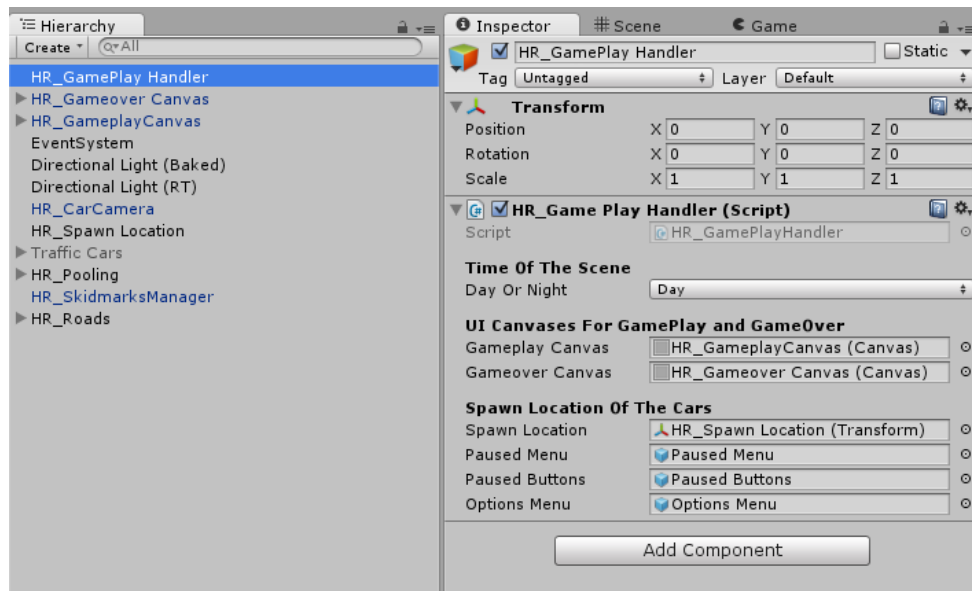 Hierarchy
Create
All
HR_GamePlay Handler
HR_Gameover Canvas
HR_GameplayCanvas
EventSystem
Directional Light (Baked)
Directional Light (RT)
HR_CarCamera
HR_Spawn Location
Traffic Cars
HR_Pooling
HR_SkidmarksManager
HR_Roads
Inspector Scene Game
HR_GamePlay Handler Static
Tag Untagged Layer Default
Transform
Position X 0 Y 0 Z 0
Rotation X 0 Y 0 Z 0
Scale X 1 Y 1 Z 1
HR_Game Play Handler (Script)
Script HR_GamePlayHandler
Time Of The Scene
Day Or Night Day
UI Canvases For GamePlay and GameOver
Gameplay Canvas HR_GameplayCanvas (Canvas)
Gameover Canvas HR_Gameover Canvas (Canvas)
Spawn Location Of The Cars
Spawn Location HR_Spawn Location (Transform)
Paused Menu Paused Menu
Paused Buttons Paused Buttons
Options Menu Options Menu
Add Component